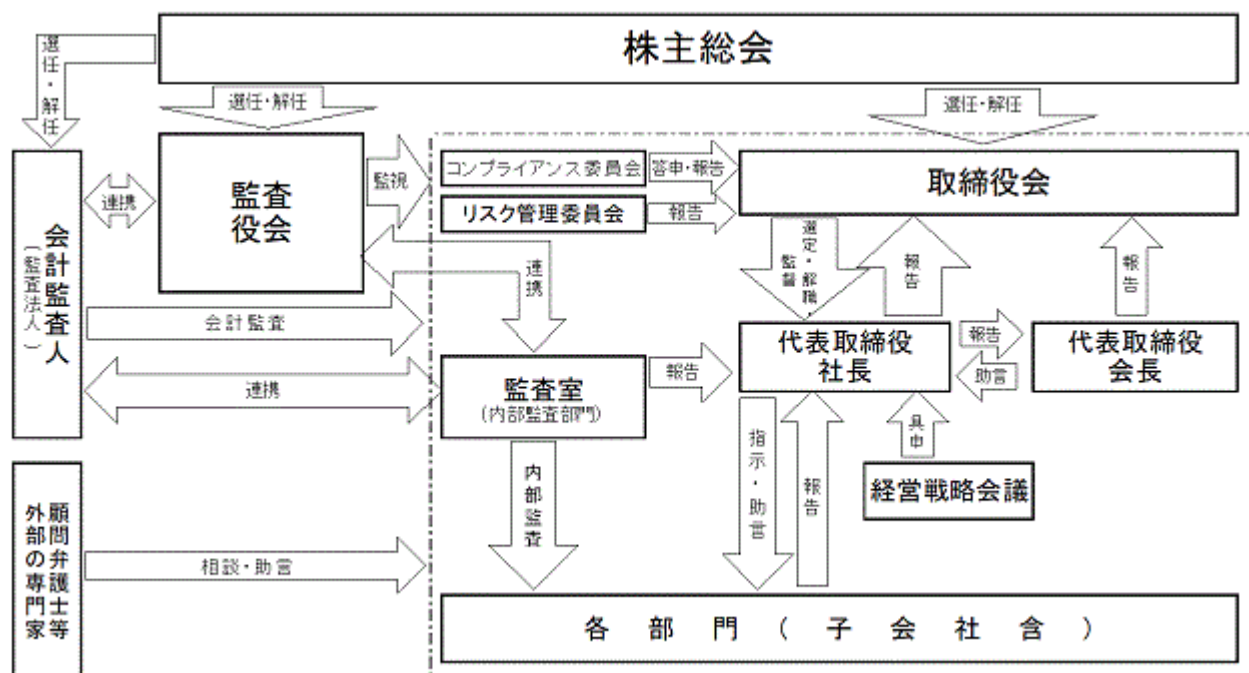 株主総会
選任・解任
選任・解任
選任・解任
監査
役会
監視
コンプライアンス委員会
答申・報告
取締役会
リスク管理委員会
報告
連携
会計監査人
(監査法人)
連携
選定・解職・
監督
報告
報告
会計監査
代表取締役
社長
報告
助言
代表取締役
会長
連携
監査室
(内部監査部門)
報告
具申
経営戦略会議
内部監査
指示・助言
報告
顧問弁護士等
外部の専門家
相談・助言
各部門(子会社含)